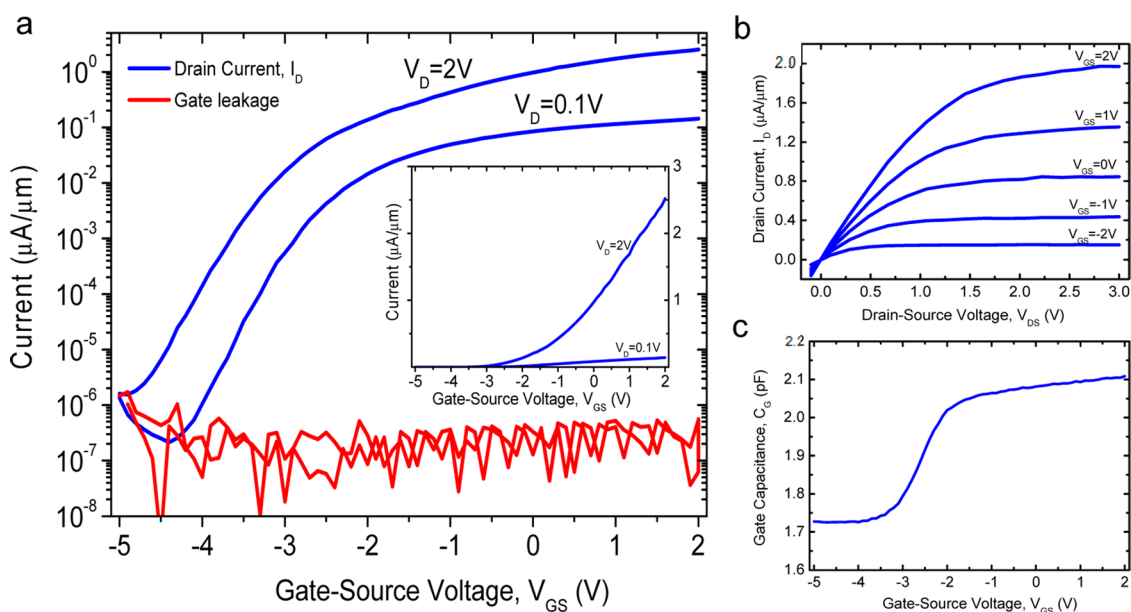 a
Current (μA/μm)
10⁰
10⁻¹
10⁻²
10⁻³
10⁻⁴
10⁻⁵
10⁻⁶
10⁻⁷
10⁻⁸
Drain Current, I_D
Gate leakage
V_D=2V
V_D=0.1V
-5 -4 -3 -2 -1 0 1 2
Gate-Source Voltage, V_GS (V)
Current (μA/μm)
3
2
1
V_D=2V
V_D=0.1V
-5 -4 -3 -2 -1 0 1 2
Gate-Source Voltage, V_GS (V)
b
Drain Current, I_D (μA/μm)
2.0
1.6
1.2
0.8
0.4
0.0
V_GS=2V
V_GS=1V
V_GS=0V
V_GS=-1V
V_GS=-2V
0.0 0.5 1.0 1.5 2.0 2.5 3.0
Drain-Source Voltage, V_DS (V)
c
Gate Capacitance, C_G (pF)
2.2
2.1
2.0
1.9
1.8
1.7
1.6
-5 -4 -3 -2 -1 0 1 2
Gate-Source Voltage, V_GS (V)